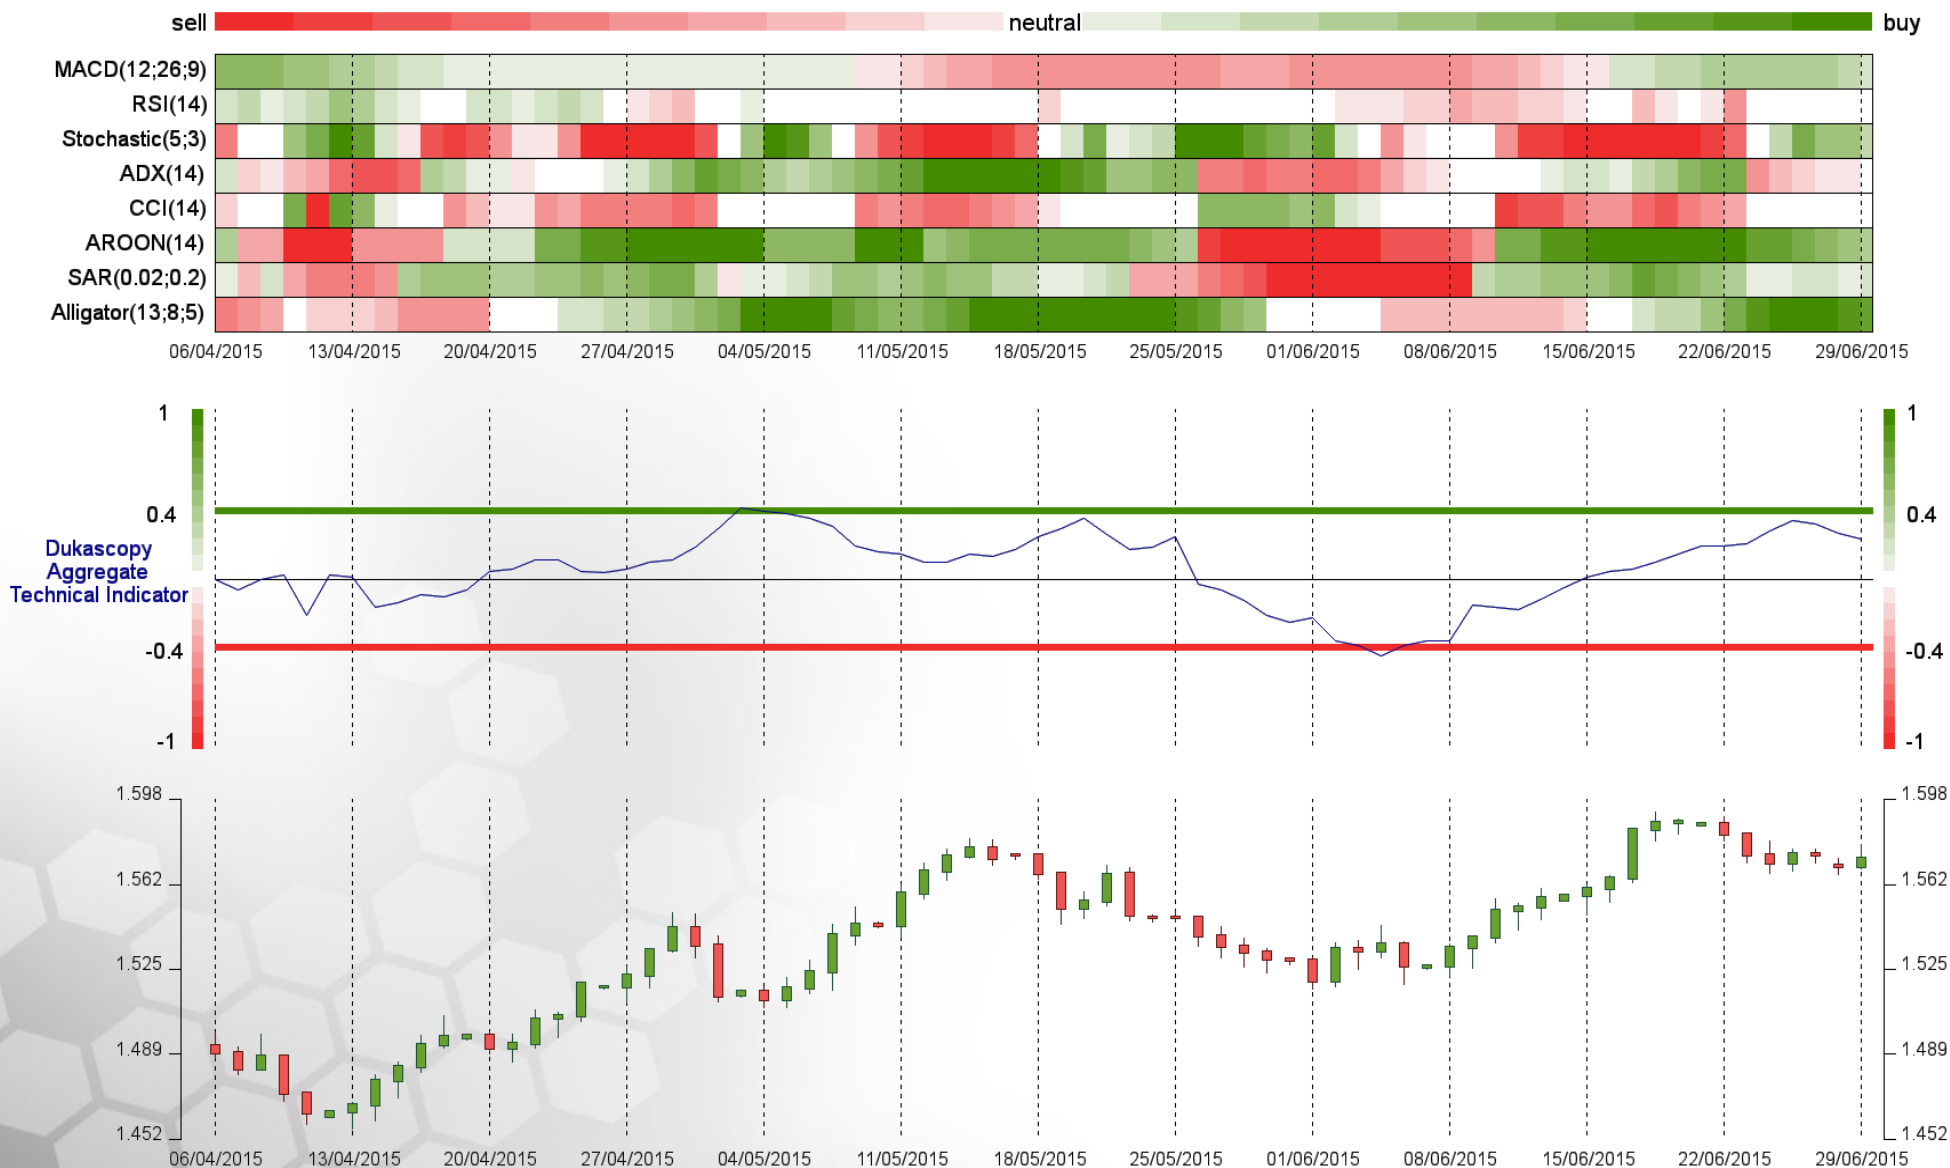 sell neutral buy
MACD(12;26;9)
RSI(14)
Stochastic(5;3)
ADX(14)
CCI(14)
AROON(14)
SAR(0.02;0.2)
Alligator(13;8;5)
06/04/2015 13/04/2015 20/04/2015 27/04/2015 04/05/2015 11/05/2015 18/05/2015 25/05/2015 01/06/2015 08/06/2015 15/06/2015 22/06/2015 29/06/2015
1 1
0.4 0.4
Dukascopy
Aggregate
Technical Indicator
-0.4 -0.4
-1 -1
1.598 1.598
1.562 1.562
1.525 1.525
1.489 1.489
1.452 1.452
06/04/2015 13/04/2015 20/04/2015 27/04/2015 04/05/2015 11/05/2015 18/05/2015 25/05/2015 01/06/2015 08/06/2015 15/06/2015 22/06/2015 29/06/2015